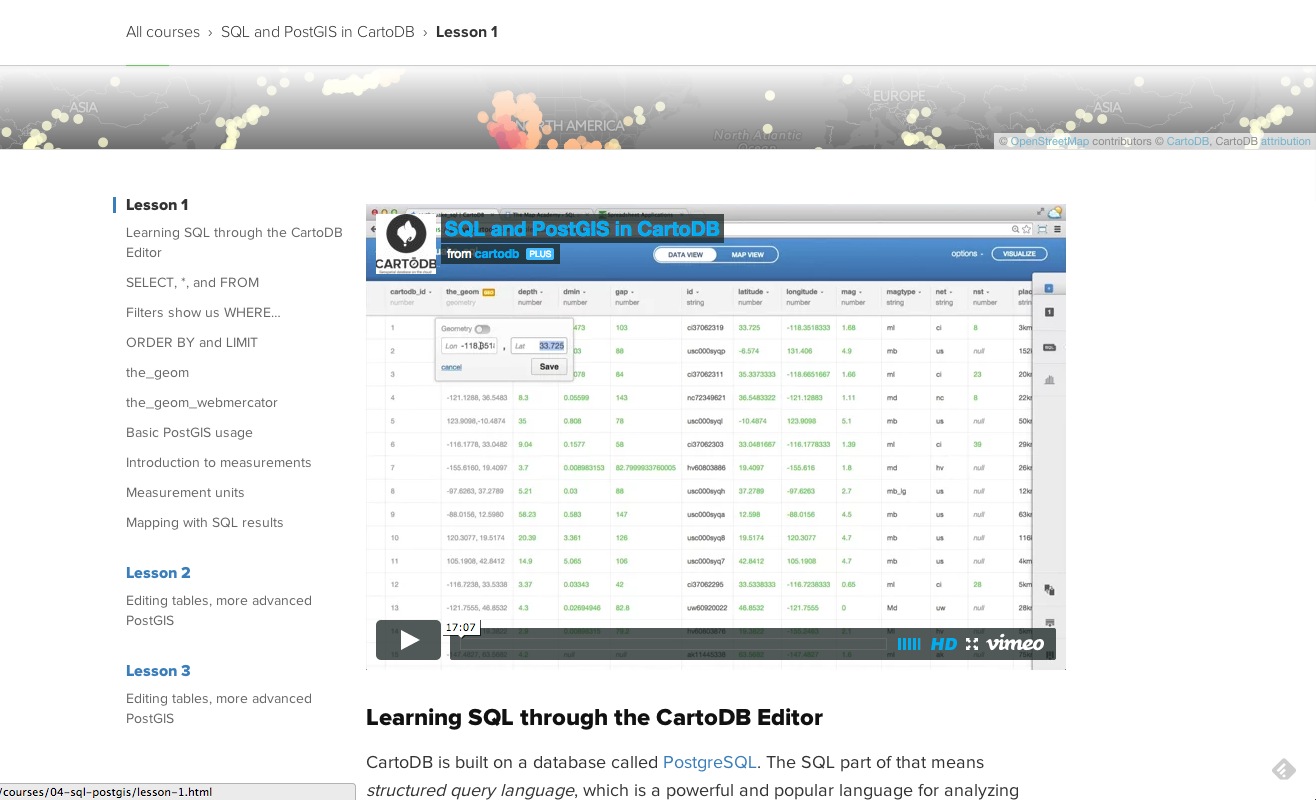 All courses › SQL and PostGIS in CartoDB › Lesson 1
ASIA
NORTH AMERICA
North Atlantic
Ocean
EUROPE
ASIA
© OpenStreetMap contributors © CartoDB, CartoDB attribution
Lesson 1
Learning SQL through the CartoDB
Editor
SELECT, *, and FROM
Filters show us WHERE...
ORDER BY and LIMIT
the_geom
the_geom_webmercator
Basic PostGIS usage
Introduction to measurements
Measurement units
Mapping with SQL results
Lesson 2
Editing tables, more advanced
PostGIS
Lesson 3
Editing tables, more advanced
PostGIS
SQL and PostGIS in CartoDB
from cartodb PLUS
CARTODB
DATA VIEW MAP VIEW
options VISUALIZE
cartodb_id the_geom GEO depth dmin gap id latitude longitude mag magtype net nst plac
number geometry number number number string number number number string string number strin
1 473 103 ci37062319 33.725 -118.3518333 1.68 ml ci 8 3km
Geometry
Lon -118.351 , Lat 33.725
cancel Save
2 03 88 usc000syqp -6.574 131.406 4.9 mb us null 152
3 078 84 ci37062311 35.3373333 -118.6651667 1.66 ml ci 23 20k
4 -121.1288, 36.5483 8.3 0.05599 143 nc72349621 36.5483322 -121.12883 1.11 md nc 8 22k
5 123.9098,-10.4874 35 0.808 78 usc000syql -10.4874 123.9098 5.1 mb us null 50k
6 -118.1778, 33.0482 9.04 0.1577 58 ci37062303 33.0481667 -118.1778333 1.39 ml ci 39 29k
7 -155.6160, 19.4097 3.7 0.008983153 82.7999933760005 hv60803886 19.4097 -155.616 1.8 md hv null 26k
8 -97.6263, 37.2789 5.21 0.03 88 usc000syqh 37.2789 -97.6263 2.7 mb_lg us null 12k
9 -88.0156, 12.5980 58.23 0.583 147 usc000syqa 12.598 -88.0156 4.5 mb us null 63k
10 120.3077, 19.5174 20.39 3.361 126 usc000syq8 19.5174 120.3077 4.7 mb us null 116
11 105.1908, 42.8412 14.9 5.065 106 usc000syq7 42.8412 105.1908 4.7 mb us null 4km
12 -116.7238, 33.5338 3.37 0.03343 42 ci37062295 33.5338333 -116.7238333 0.65 ml ci 26 5km
13 -121.7555, 46.8532 4.3 0.02694946 82.8 uw60920022 46.8532 -121.7555 0 Md uw null 28k
17:07
HD vimeo
Learning SQL through the CartoDB Editor
CartoDB is built on a database called PostgreSQL. The SQL part of that means
structured query language, which is a powerful and popular language for analyzing
/courses/04-sql-postgis/lesson-1.html